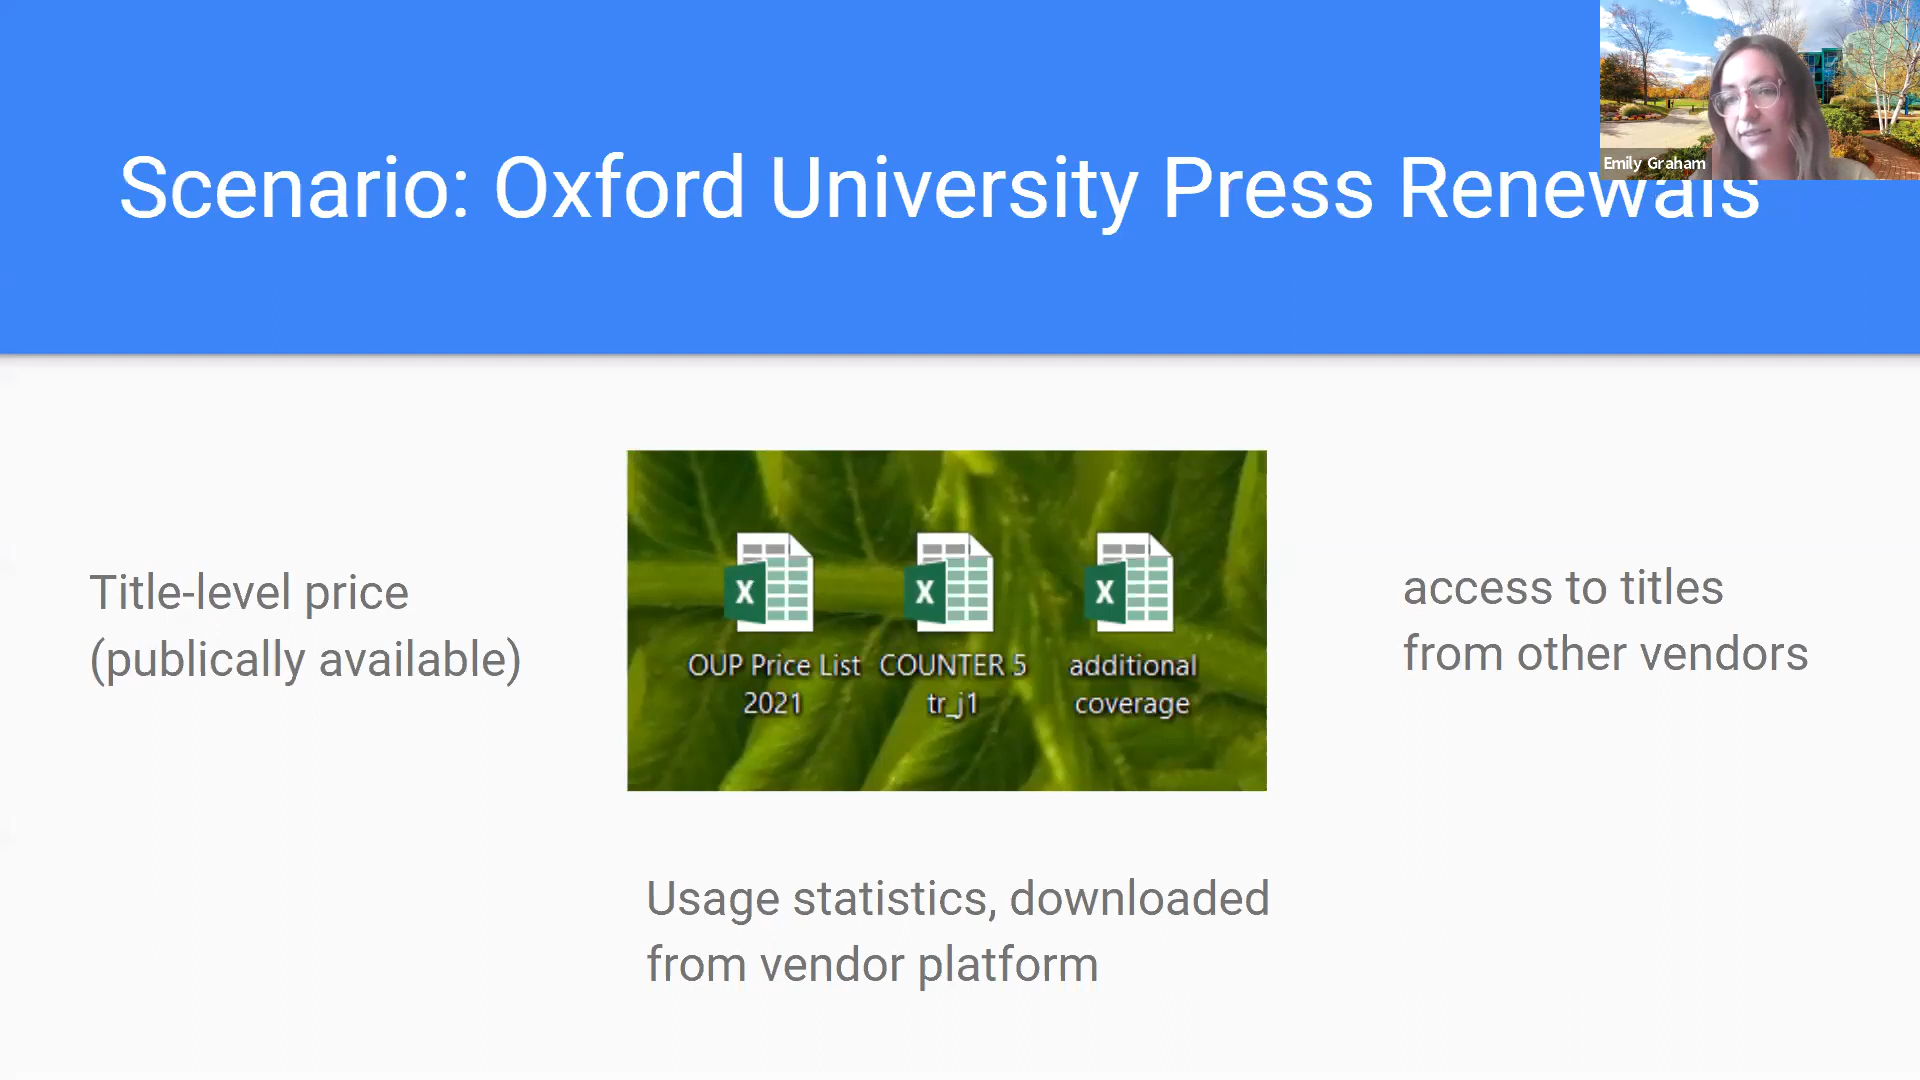 Emily Graham
Scenario: Oxford University Press Renewals
Title-level price
(publically available)
OUP Price List
2021
COUNTER 5
tr_j1
additional
coverage
access to titles
from other vendors
Usage statistics, downloaded
from vendor platform